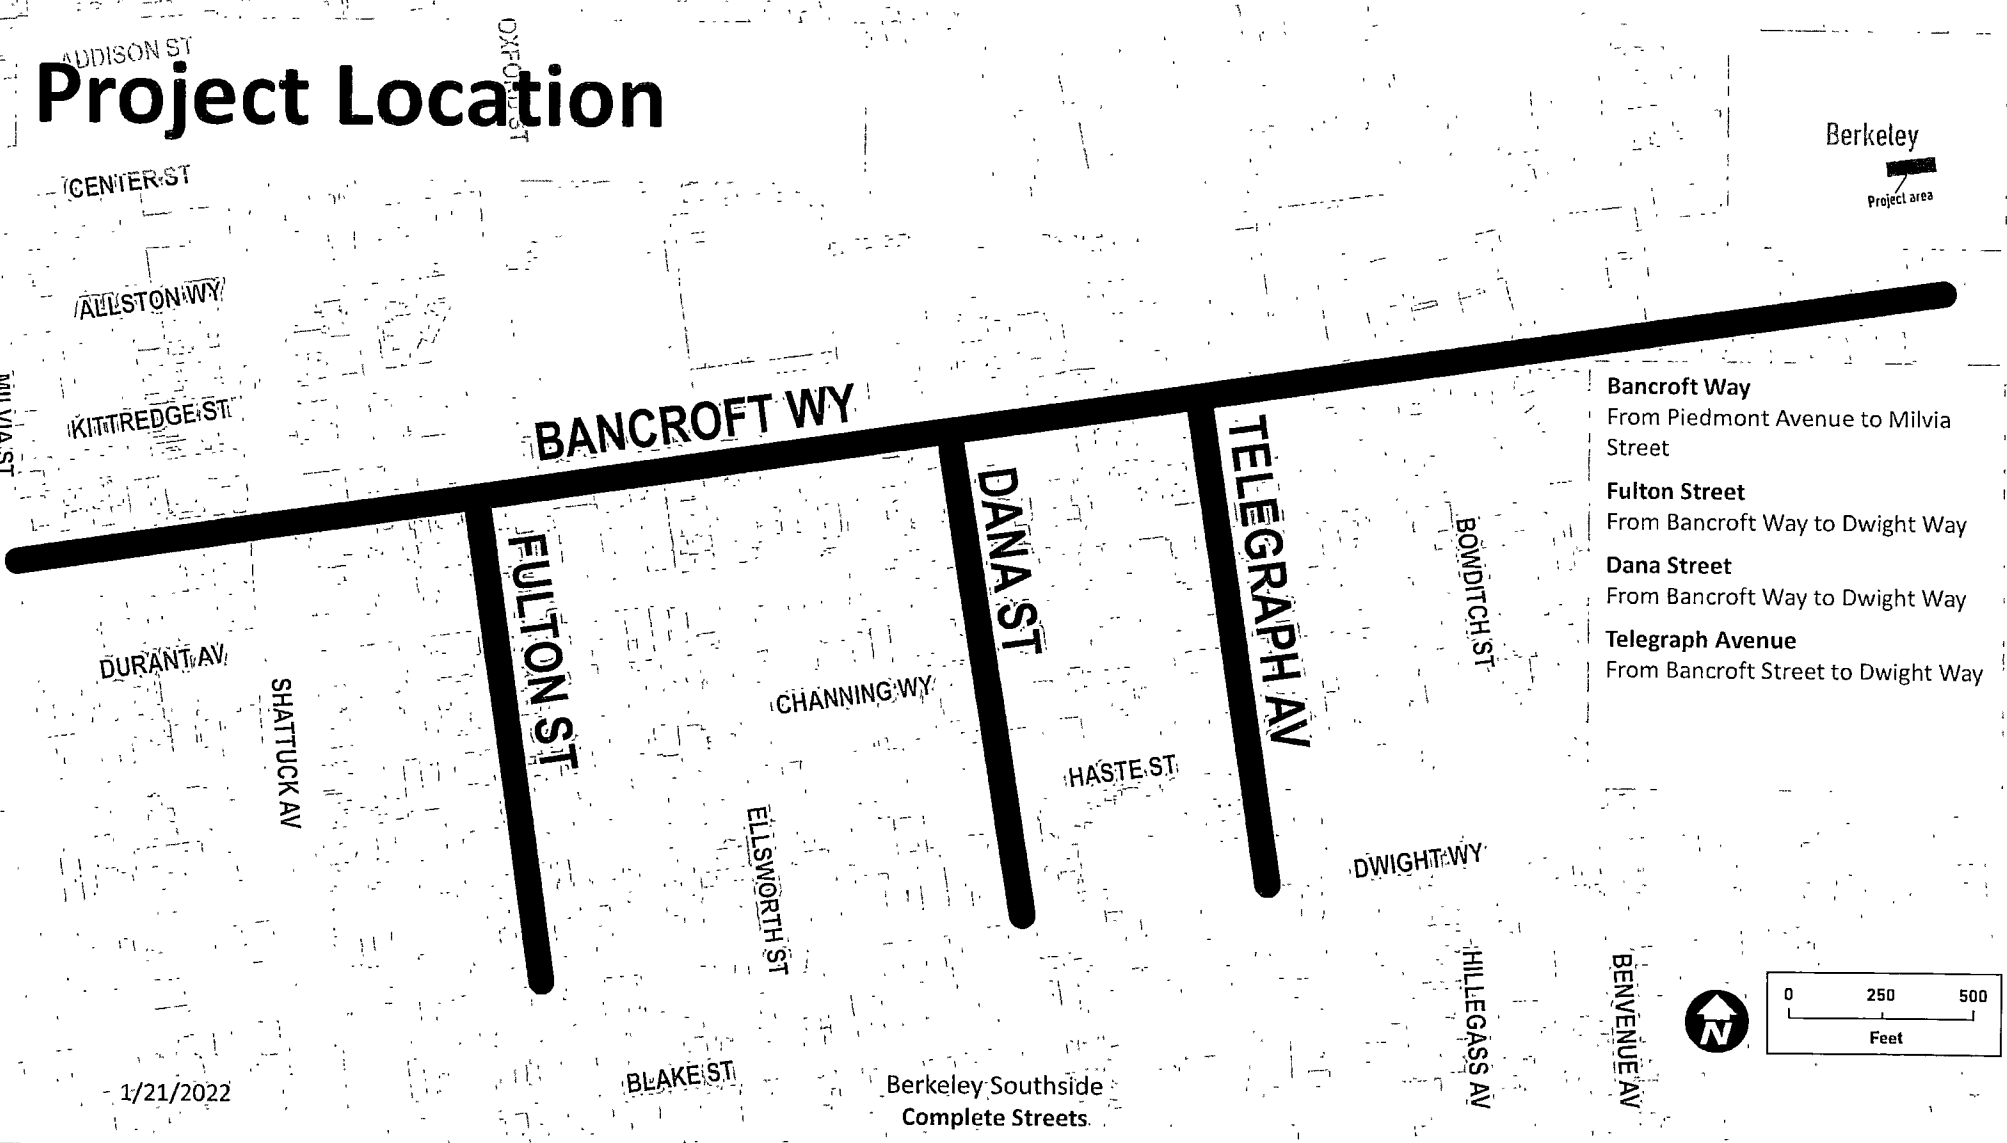 ADDISON ST
OXFORD ST
Project Location
Berkeley
Project area
CENTER ST
ALLSTON WY
MILVIA ST
KITTREDGE ST
BANCROFT WY
Bancroft Way
From Piedmont Avenue to Milvia
Street
Fulton Street
From Bancroft Way to Dwight Way
Dana Street
From Bancroft Way to Dwight Way
Telegraph Avenue
From Bancroft Street to Dwight Way
FULTON ST
DANA ST
TELEGRAPH AV
BOWDITCH ST
DURANT AV
SHATTUCK AV
CHANNING WY
HASTE ST
ELLSWORTH ST
DWIGHT WY
HILLEGASS AV
BENVENUE AV
N
0 250 500
Feet
BLAKE ST
1/21/2022
Berkeley Southside
Complete Streets